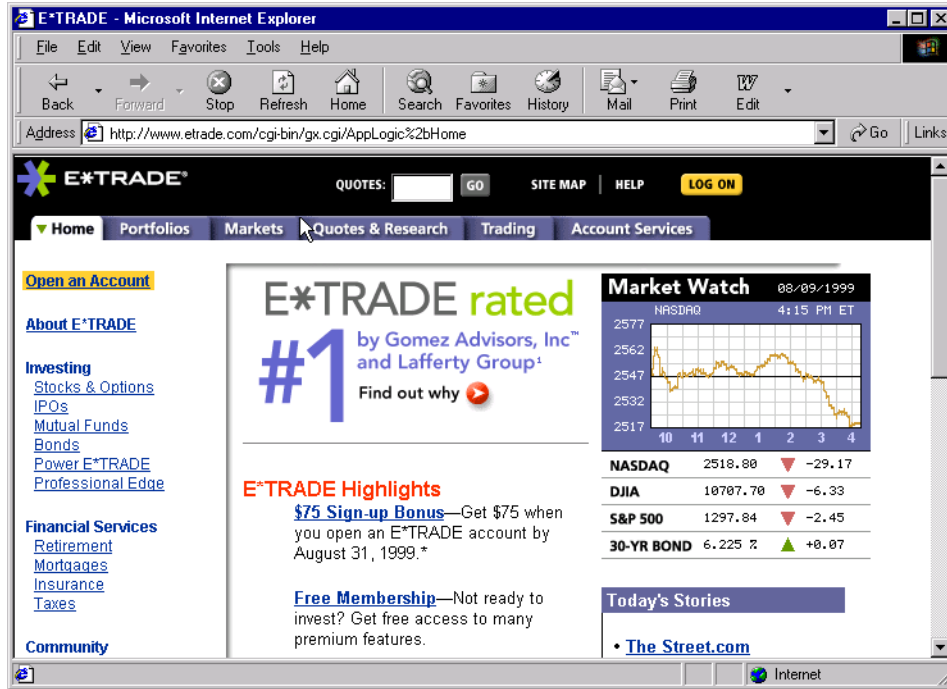 E*TRADE - Microsoft Internet Explorer
File Edit View Favorites Tools Help
Back Forward Stop Refresh Home Search Favorites History Mail Print Edit
Address http://www.etrade.com/cgi-bin/gx.cgi/AppLogic%2bHome Go Links
E*TRADE® QUOTES: GO SITE MAP | HELP LOG ON
Home Portfolios Markets Quotes & Research Trading Account Services
Open an Account
About E*TRADE
Investing
Stocks & Options
IPOs
Mutual Funds
Bonds
Power E*TRADE
Professional Edge
Financial Services
Retirement
Mortgages
Insurance
Taxes
Community
E*TRADE rated
#1 by Gomez Advisors, Inc™
and Lafferty Group¹
Find out why
E*TRADE Highlights
$75 Sign-up Bonus—Get $75 when
you open an E*TRADE account by
August 31, 1999.*
Free Membership—Not ready to
invest? Get free access to many
premium features.
Market Watch 08/09/1999
NASDAQ 4:15 PM ET
2577
2562
2547
2532
2517
10 11 12 1 2 3 4
NASDAQ 2518.80 -29.17
DJIA 10707.70 -6.33
S&P 500 1297.84 -2.45
30-YR BOND 6.225 % +0.07
Today's Stories
• The Street.com
Internet